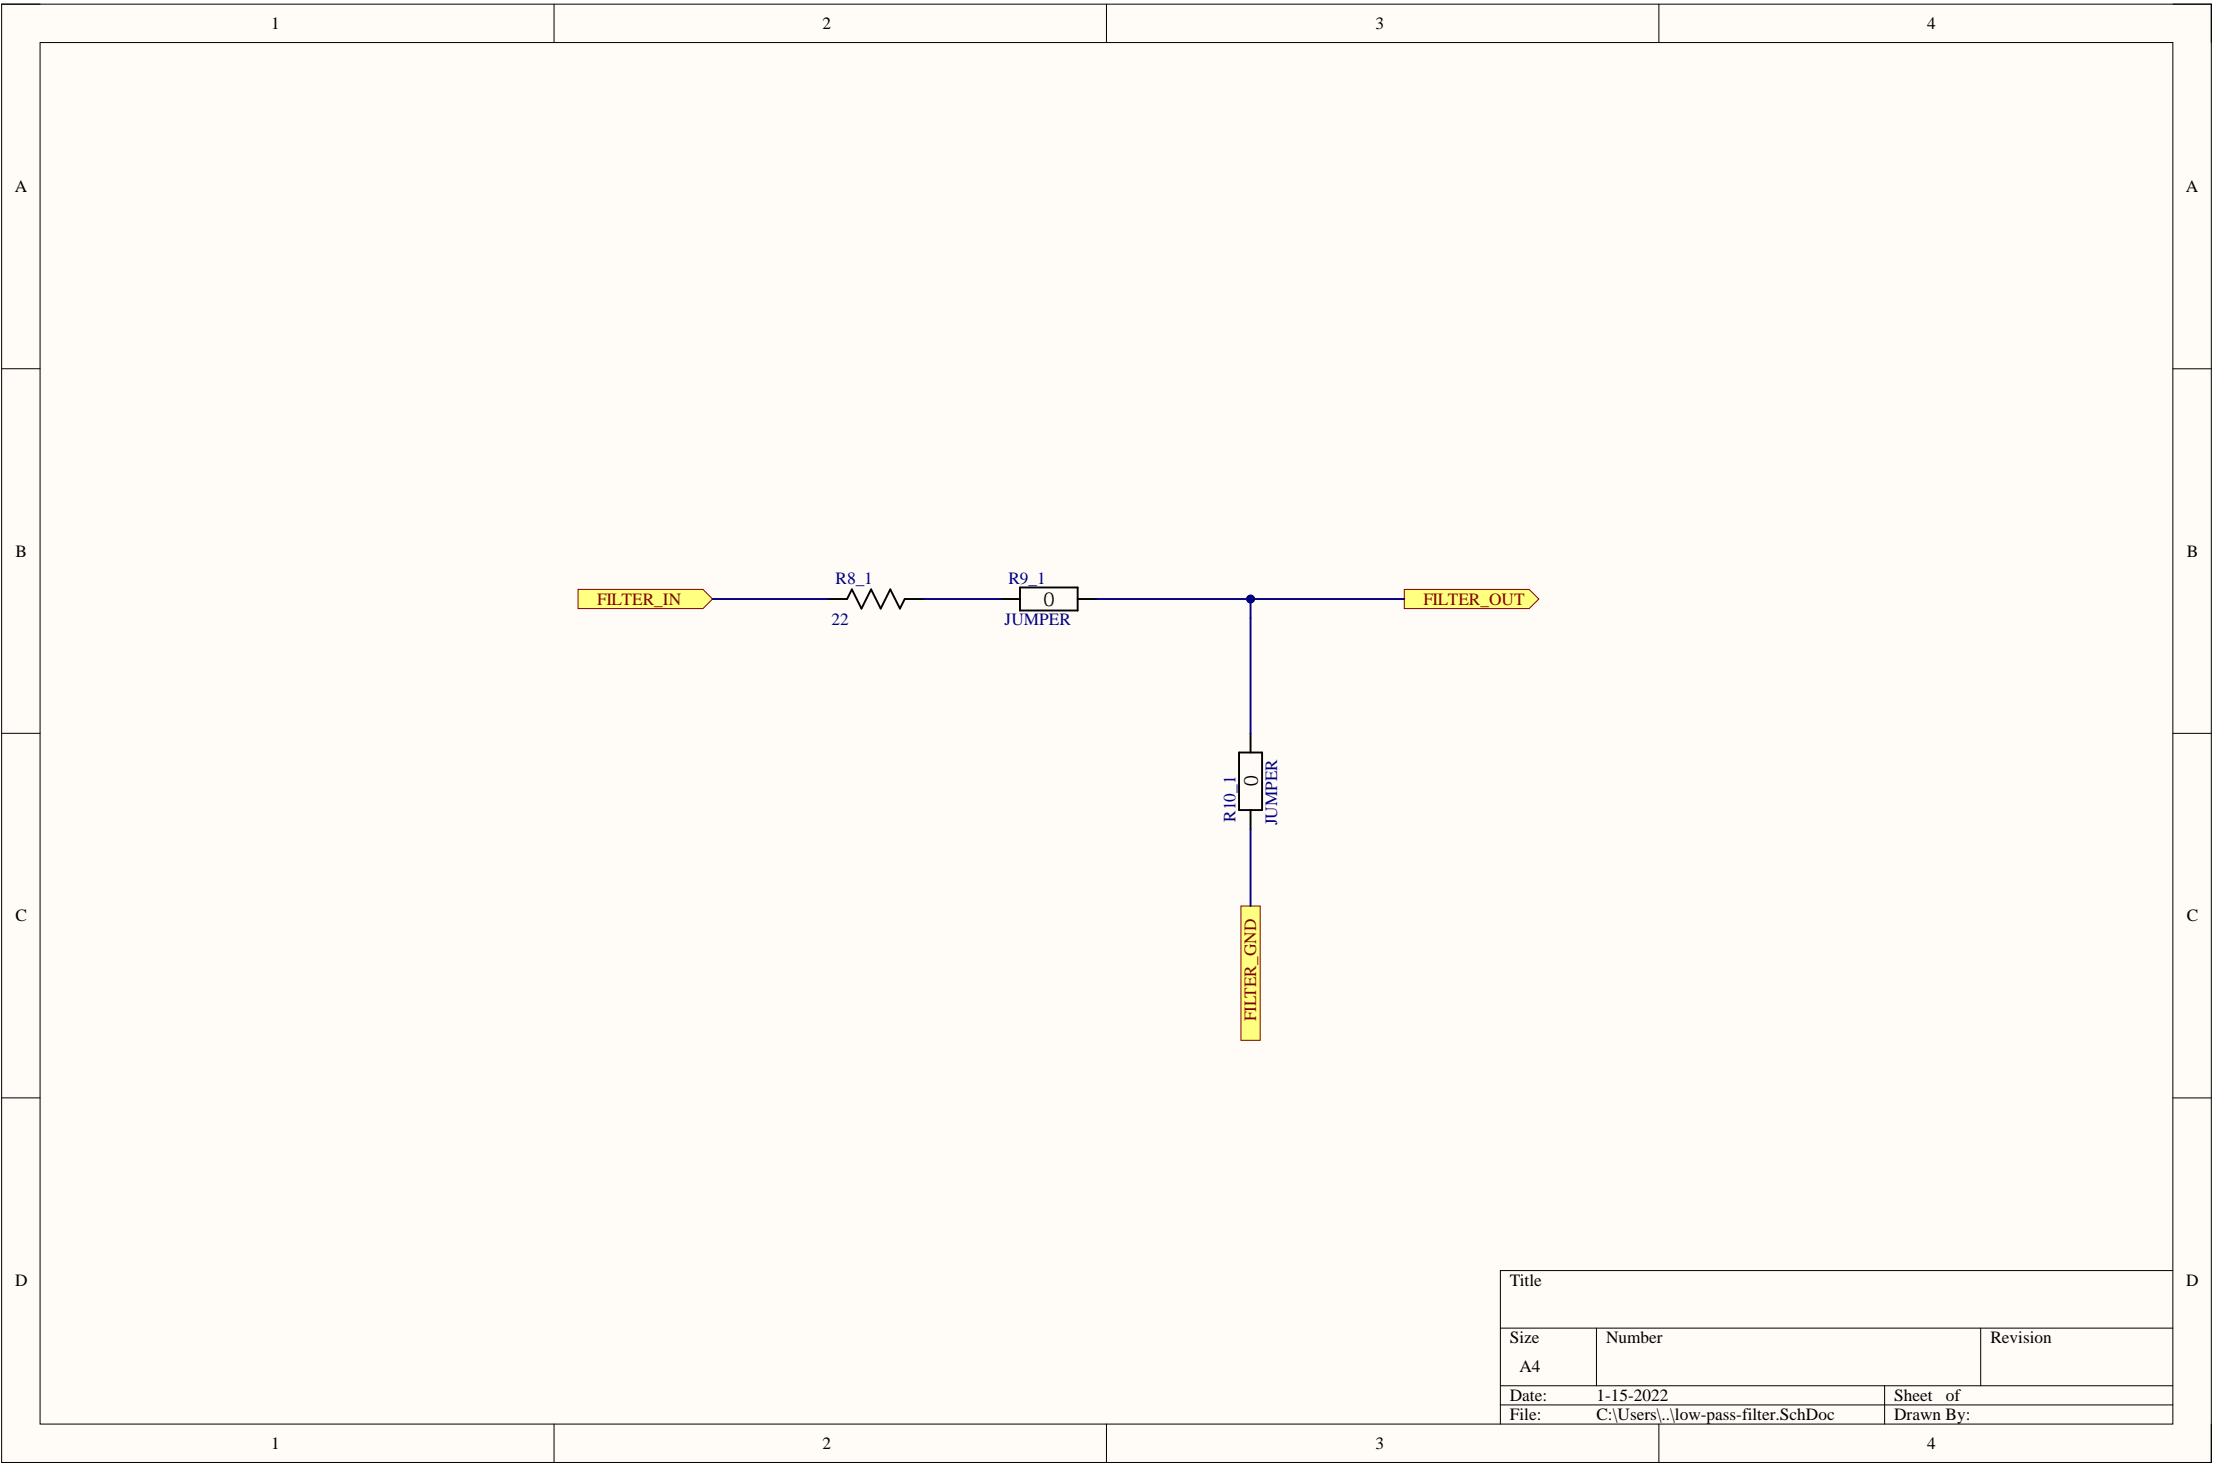 1 2 3 4
A A
B B
R8_1 R9_1
FILTER_IN 0 FILTER_OUT
22 JUMPER
R10_1 0 JUMPER
C C
FILTER_GND
D D
Title
Size Number Revision
A4
Date: 1-15-2022 Sheet of
File: C:\Users\..\low-pass-filter.SchDoc Drawn By:
1 2 3 4